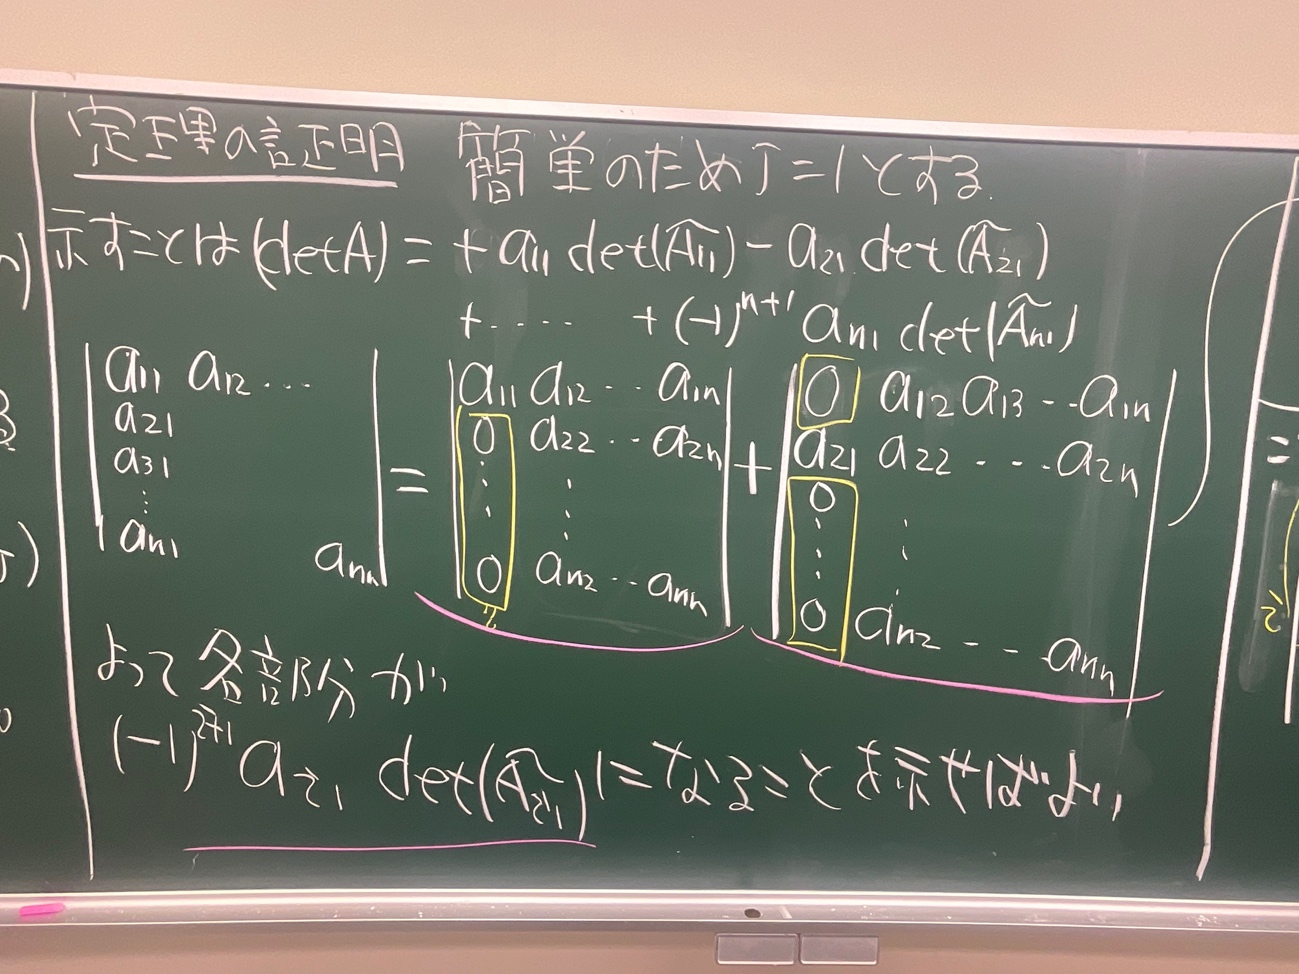 定理の証明 簡単のため J=1とする.
示すことは(detA) = +a₁₁ det(Ã₁₁) - a₂₁ det(Ã₂₁)
+ ‥‥ +(-1)ⁿ⁺¹ aₙ₁ det(Ãₙ₁)
|a₁₁ a₁₂ … | = |a₁₁ a₁₂ ‥ a₁ₙ| + |0 a₁₂ a₁₃ ‥ a₁ₙ|
|a₂₁ | |0 a₂₂ ‥ a₂ₙ| |a₂₁ a₂₂ ‥‥ a₂ₙ|
|a₃₁ | |⋮ ⋮ | |0 ⋮ |
|⋮ | |⋮ ⋮ | |⋮ ⋮ |
|aₙ₁ aₙₙ| |0 aₙ₂ ‥ aₙₙ| |0 aₙ₂ ‥ aₙₙ|
よって各部分が
(-1)ⁱ⁺¹ aᵢ₁ det(Ãᵢ₁)になることを示せばよい